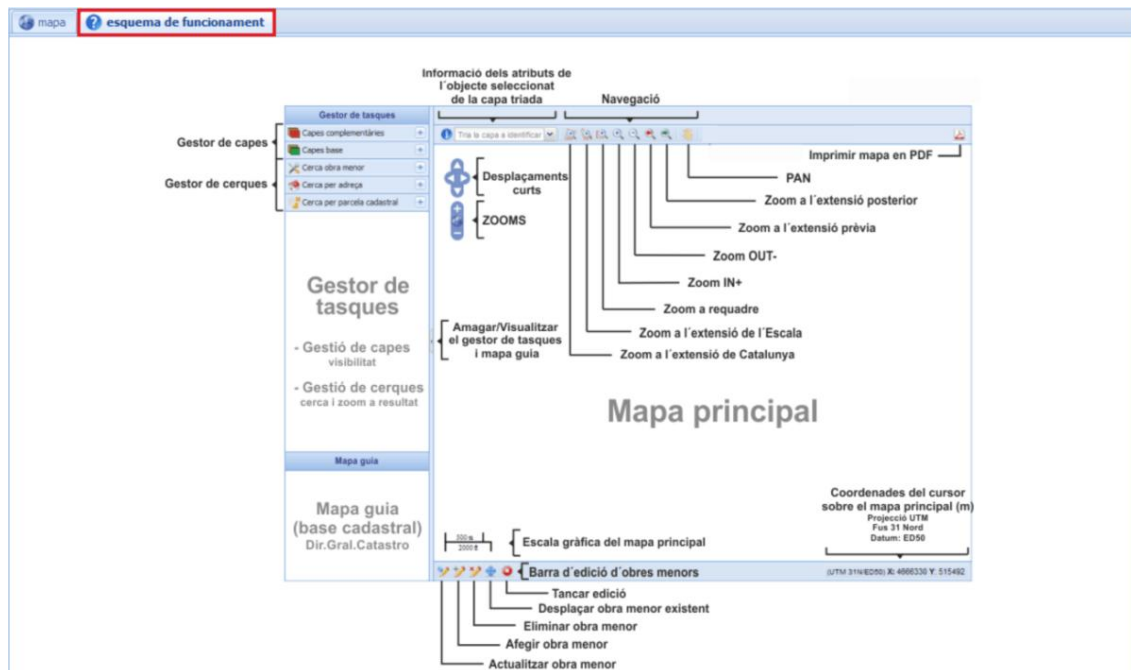 mapa
esquema de funcionament
Informació dels atributs de
l´objecte seleccionat
de la capa triada
Navegació
Gestor de tasques
Gestor de capes
Capes complementàries
Capes base
Gestor de cerques
Cerca obra menor
Cerca per adreça
Cerca per parcela cadastral
Tria la capa a identificar
Imprimir mapa en PDF
Desplaçaments
curts
PAN
Zoom a l´extensió posterior
ZOOMS
Zoom a l´extensió prèvia
Zoom OUT-
Zoom IN+
Zoom a requadre
Zoom a l´extensió de l´Escala
Zoom a l´extensió de Catalunya
Gestor de
tasques
- Gestió de capes
visibilitat
- Gestió de cerques
cerca i zoom a resultat
Amagar/Visualitzar
el gestor de tasques
i mapa guia
Mapa principal
Mapa guia
Mapa guia
(base cadastral)
Dir.Gral.Catastro
Coordenades del cursor
sobre el mapa principal (m)
Projecció UTM
Fus 31 Nord
Datum: ED50
500 m
2000 ft
Escala gràfica del mapa principal
Barra d´edició d´obres menors
(UTM 31N/ED50) X: 4666330 Y: 515492
Tancar edició
Desplaçar obra menor existent
Eliminar obra menor
Afegir obra menor
Actualitzar obra menor